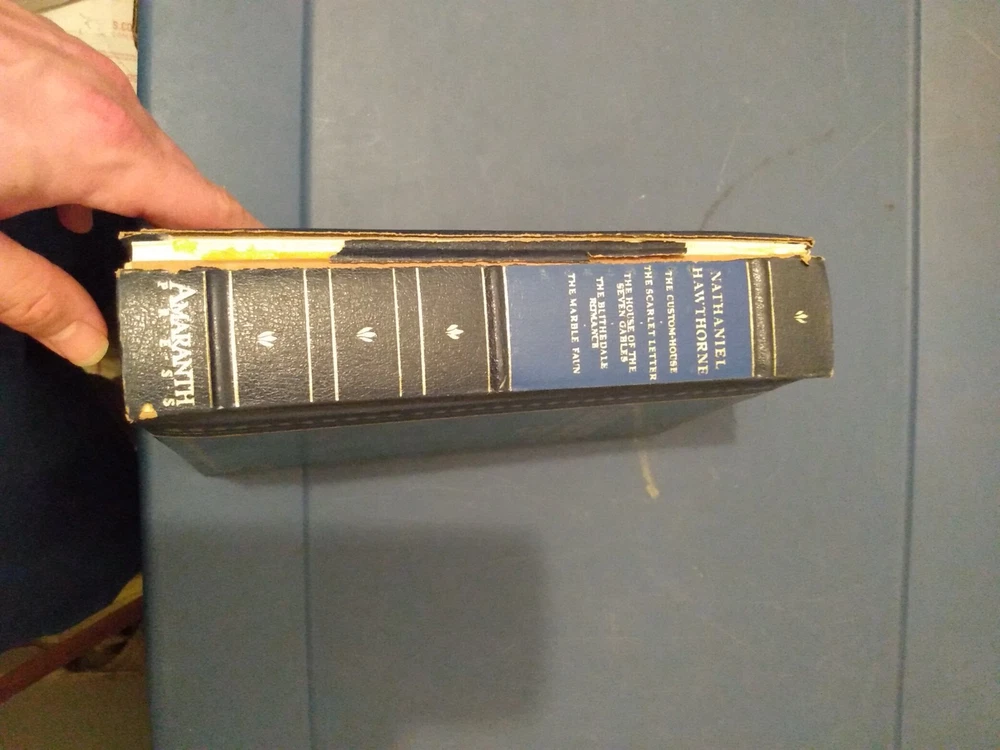 NATHANIEL
HAWTHORNE
THE CUSTOM-HOUSE
THE SCARLET LETTER
THE HOUSE OF THE
SEVEN GABLES
THE BLITHEDALE
ROMANCE
THE MARBLE FAUN
AMARANTH
PRESS